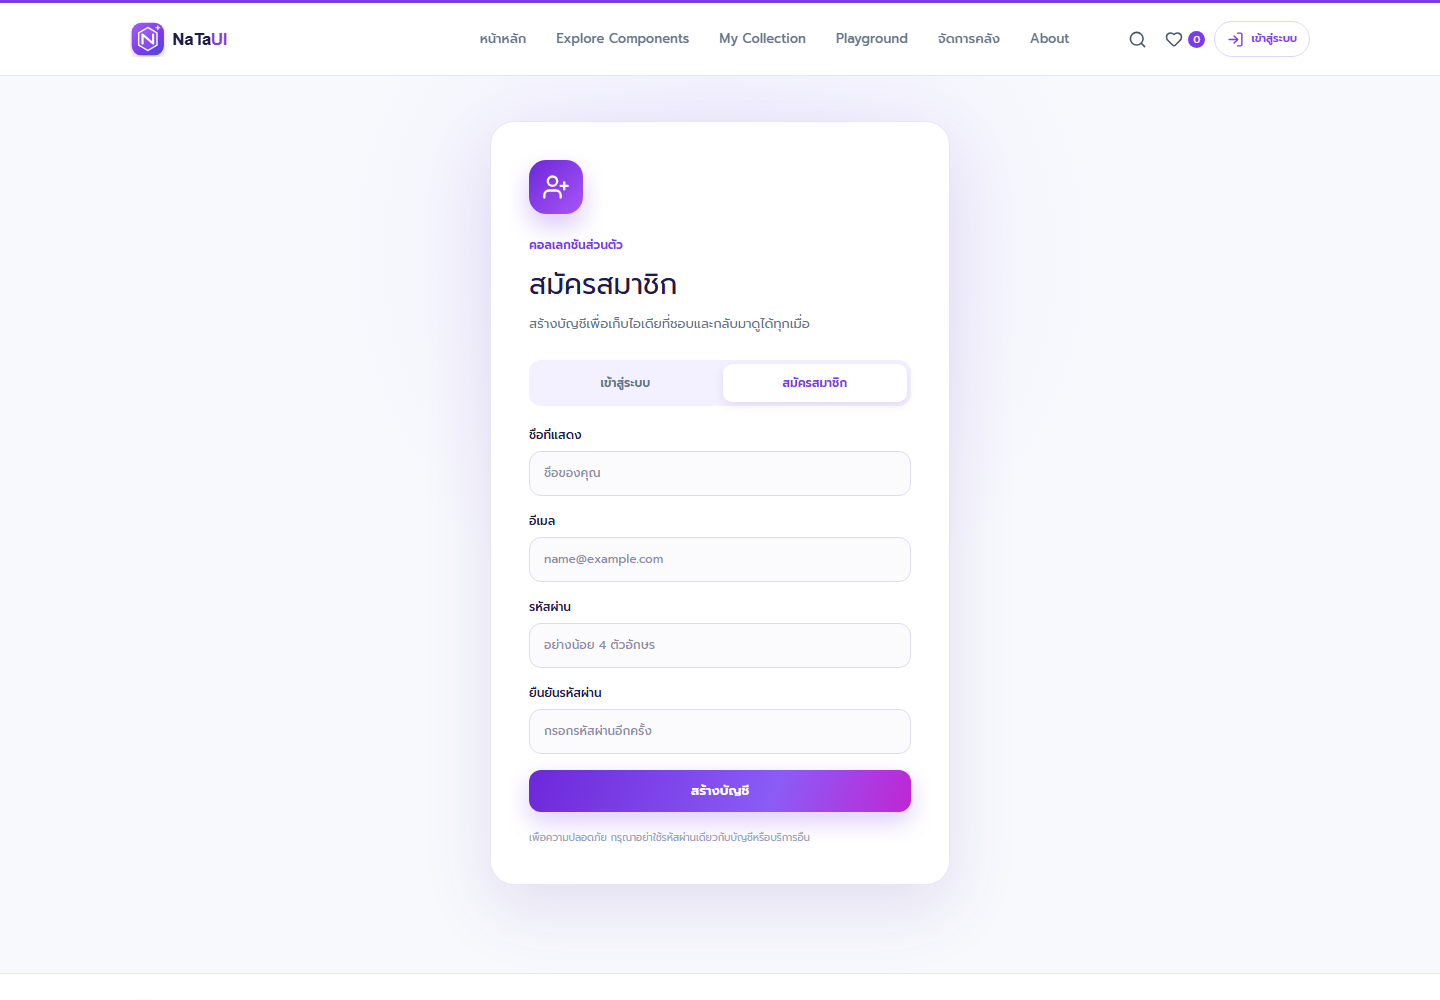 NaTaUI
หน้าหลัก
Explore Components
My Collection
Playground
จัดการคลัง
About
0
เข้าสู่ระบบ
คอลเลกชันส่วนตัว
สมัครสมาชิก
สร้างบัญชีเพื่อเก็บไอเดียที่ชอบและกลับมาดูได้ทุกเมื่อ
เข้าสู่ระบบ
สมัครสมาชิก
ชื่อที่แสดง
ชื่อของคุณ
อีเมล
name@example.com
รหัสผ่าน
อย่างน้อย 4 ตัวอักษร
ยืนยันรหัสผ่าน
กรอกรหัสผ่านอีกครั้ง
สร้างบัญชี
เพื่อความปลอดภัย กรุณาอย่าใช้รหัสผ่านเดียวกับบัญชีหรือบริการอื่น